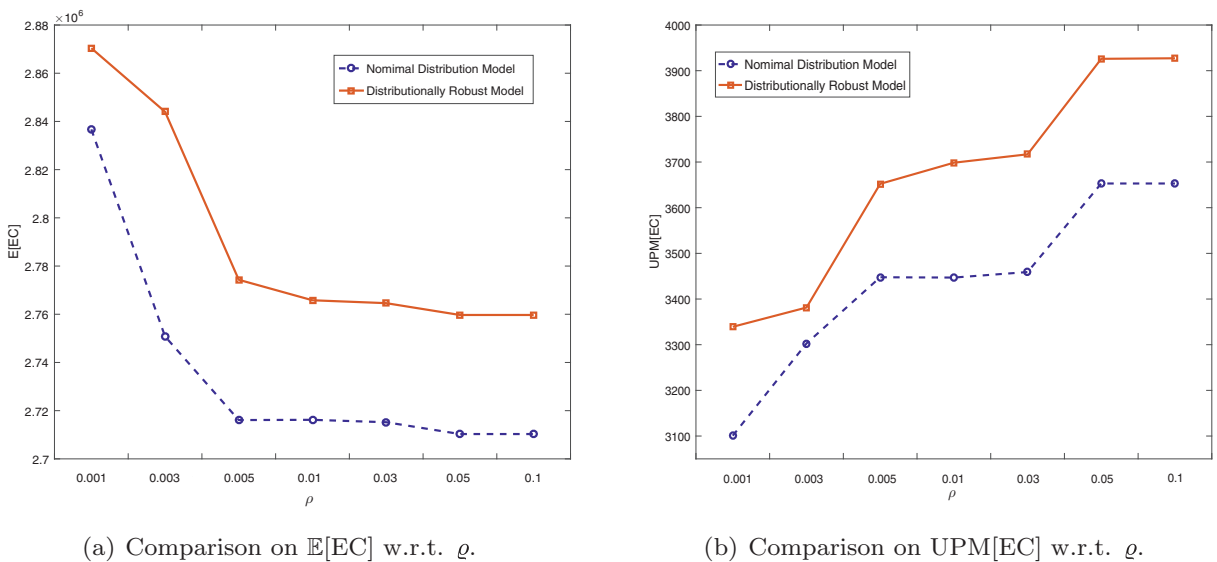 ×10⁶
2.88
2.86
2.84
2.82
2.8
2.78
2.76
2.74
2.72
2.7
E[EC]
Nomimal Distribution Model
Distributionally Robust Model
0.001 0.003 0.005 0.01 0.03 0.05 0.1
ρ
(a) Comparison on 𝔼[EC] w.r.t. ϱ.
4000
3900
3800
3700
3600
3500
3400
3300
3200
3100
UPM[EC]
Nomimal Distribution Model
Distributionally Robust Model
0.001 0.003 0.005 0.01 0.03 0.05 0.1
ρ
(b) Comparison on UPM[EC] w.r.t. ϱ.